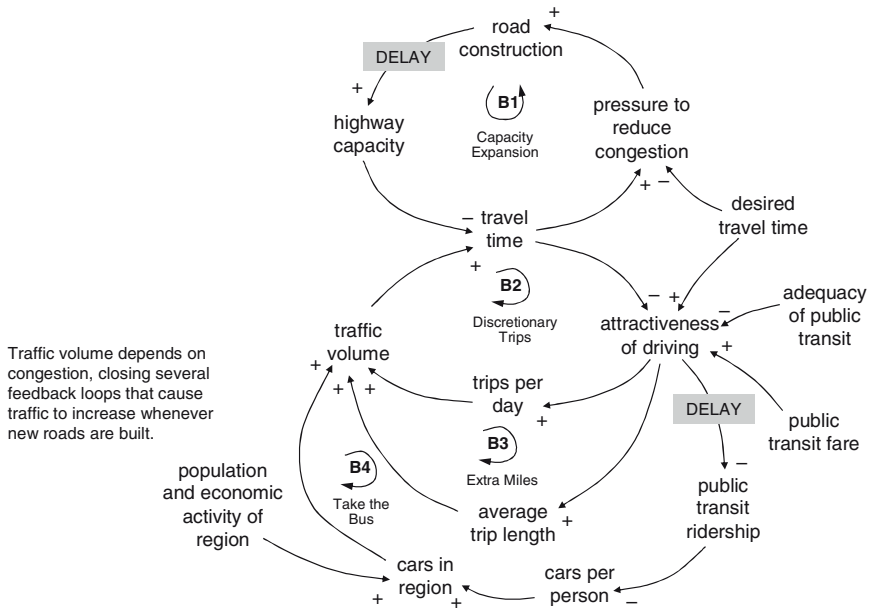 +
road
construction
DELAY
B1
Capacity
Expansion
+
highway
capacity
pressure to
reduce
congestion
+ –
desired
travel time
– travel
time
+
B2
Discretionary
Trips
– +
–
adequacy
of public
transit
attractiveness
of driving
+
traffic
volume
+
+ +
Traffic volume depends on
congestion, closing several
feedback loops that cause
traffic to increase whenever
new roads are built.
trips per
day
+
DELAY
public
transit fare
B3
Extra Miles
B4
Take the
Bus
–
public
transit
ridership
population
and economic
activity of
region
average
trip length
+
cars in
region
+
+
cars per
person
–